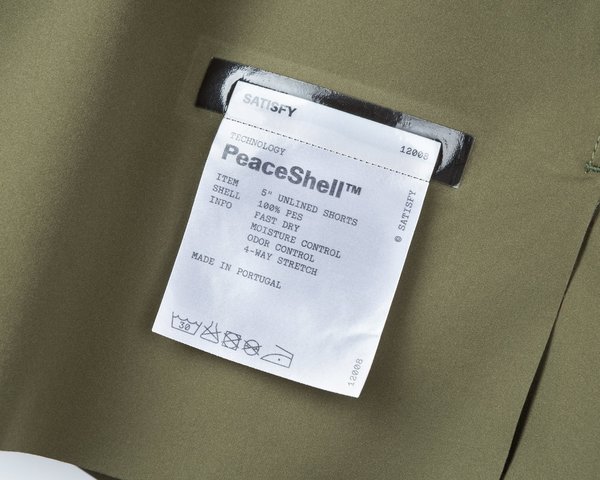 SATISFY
12008
TECHNOLOGY
PeaceShell™
ITEM 5" UNLINED SHORTS
SHELL 100% PES
INFO FAST DRY
MOISTURE CONTROL
ODOR CONTROL
4-WAY STRETCH
MADE IN PORTUGAL
© SATISFY
30
12008